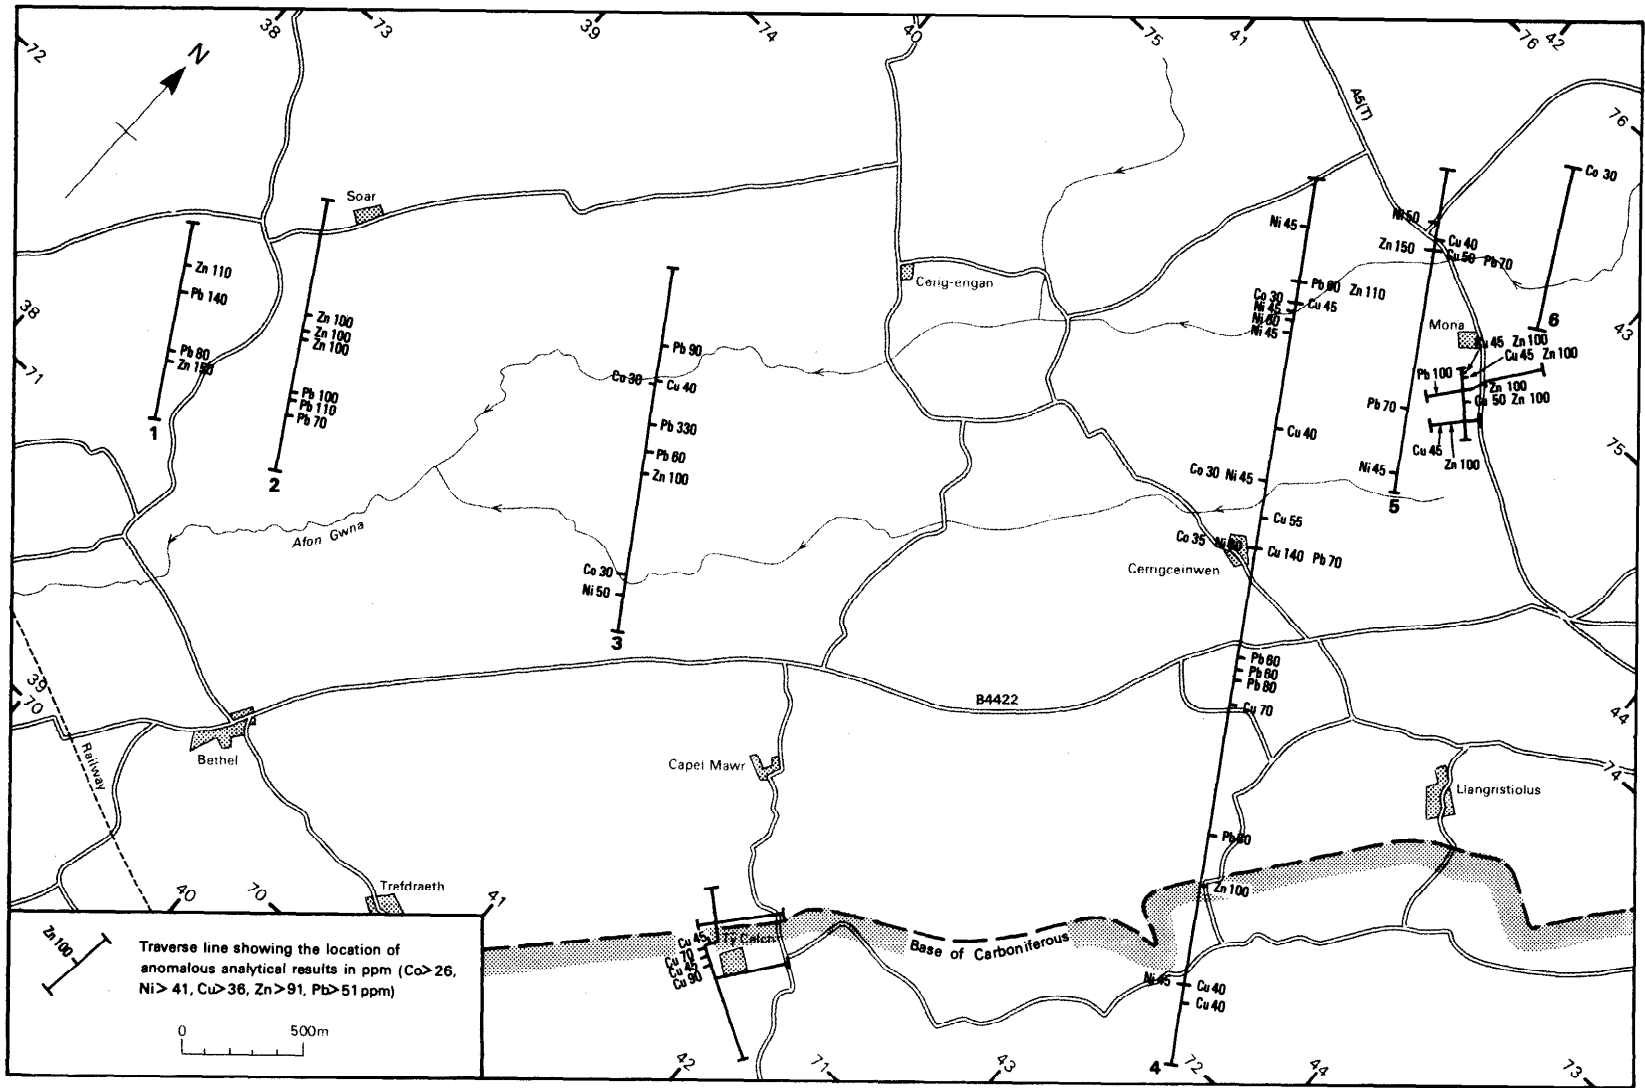 38
73
39
74
40
75
41
76
42
72
N
A5(T)
76
Soar
Co 30
Ni 45
Ni 50
Cu 40
Zn 150
Cu 50 Pb 70
Zn 110
Pb 140
Cerig-engan
Zn 110
Co 30
Cu 45
Ni 45
Ni 45
38
Zn 100
Zn 100
Zn 100
6
43
Mona
Cu 45 Zn 100
Cu 45 Zn 100
Pb 80
Zn 150
Pb 90
71
Co 30
Cu 40
Pb 100
Zn 100
Cu 50 Zn 100
Pb 100
Pb 110
Pb 70
Pb 70
1
Pb 330
Cu 40
Cu 45
Zn 100
75
Pb 60
Zn 100
Co 30 Ni 45
Ni 45
2
5
Cu 55
Afon Gwna
Co 35
Cu 140 Pb 70
Cerrigceinwen
Co 30
Ni 50
3
39
70
Pb 60
Pb 60
Pb 80
Cu 70
B4422
44
Railway
Bethel
Capel Mawr
74
Llangristiolus
Trefdraeth
40
70
41
Zn 100
Cu 45
Ty Calch
Cu 70
Cu 45
Cu 90
Base of Carboniferous
Ni 45
Cu 40
Cu 40
Zn 100
Traverse line showing the location of
anomalous analytical results in ppm (Co>26,
Ni>41, Cu>36, Zn>91, Pb>51 ppm)
0 500m
42
71
43
4
72
44
73